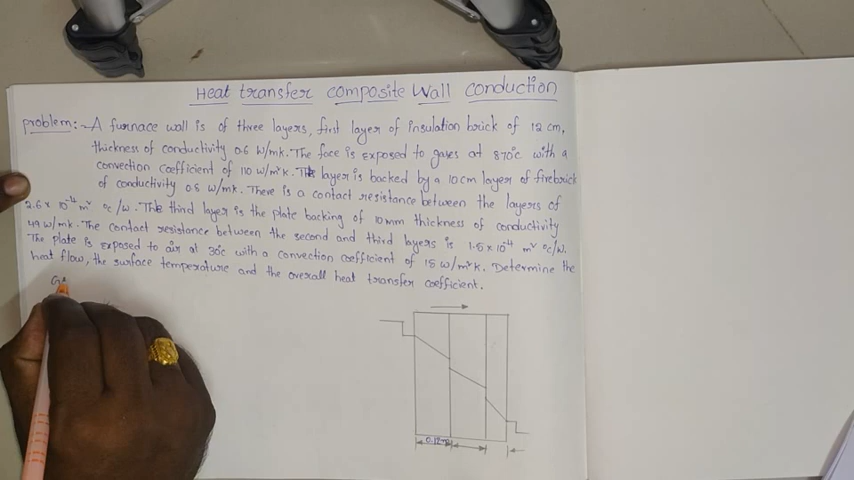 Heat transfer composite Wall conduction
Problem:- A furnace wall is of three layers, first layer of insulation brick of 12 cm,
thickness of conductivity 0.6 W/mk. The face is exposed to gases at 870°c with a
convection coefficient of 110 W/m²k. The layer is backed by a 10cm layer of firebrick
of conductivity 0.8 W/mk. There is a contact resistance between the layers of
2.6 x 10⁻⁴ m² °c/w. The third layer is the plate backing of 10mm thickness of conductivity
49 W/mk. The contact resistance between the second and third layers is 1.5 x 10⁻⁴ m² °c/w.
The plate is exposed to air at 30°c with a convection coefficient of 15 W/m²k. Determine the
heat flow, the surface temperature and the overall heat transfer coefficient.
0.12m